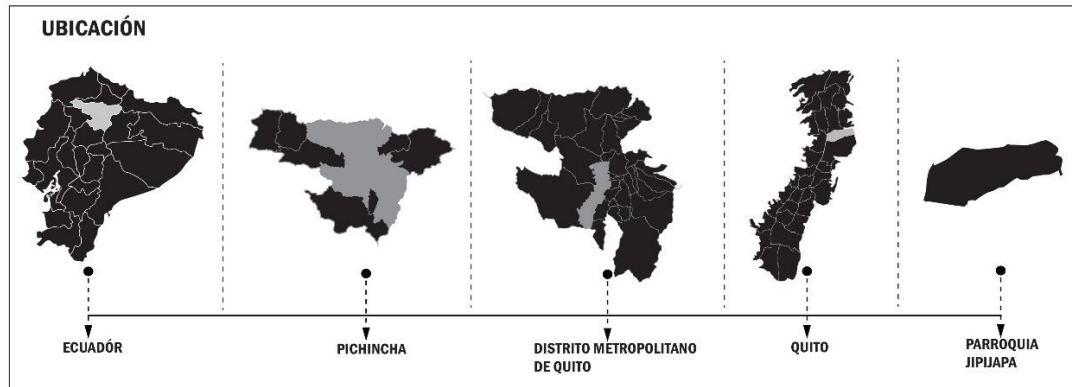 UBICACIÓN
ECUADÓR
PICHINCHA
DISTRITO METROPOLITANO
DE QUITO
QUITO
PARROQUIA
JIPIJAPA